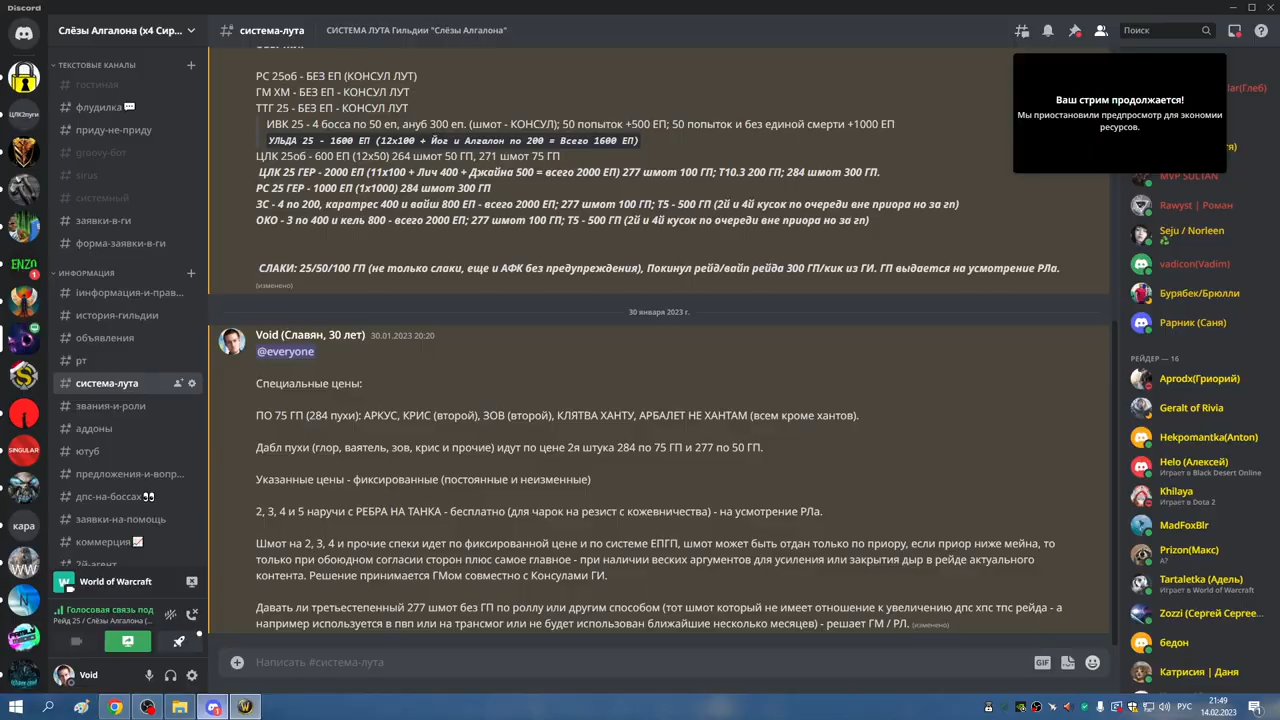 Discord
Слёзы Алгалона (x4 Сир...
система-лута
СИСТЕМА ЛУТА Гильдии "Слёзы Алгалона"
Поиск
ТЕКСТОВЫЕ КАНАЛЫ
гостиная
флудилка
приду-не-приду
groovy-бот
sirus
системный
заявки-в-ги
форма-заявки-в-ги
ИНФОРМАЦИЯ
іинформация-и-прав...
история-гильдии
объявления
рт
система-лута
звания-и-роли
аддоны
ютуб
предложения-и-вопр...
дпс-на-боссах
заявки-на-помощь
коммерция
2й-агент
World of Warcraft
Голосовая связь под
Рейд 25 / Слёзы Алгалона (...
Void
ЦЛК2пуги
ENZO
1
SINGULAR
кара
РС 25об - БЕЗ ЕП (КОНСУЛ ЛУТ)
ГМ ХМ - БЕЗ ЕП - КОНСУЛ ЛУТ
ТТГ 25 - БЕЗ ЕП - КОНСУЛ ЛУТ
ИВК 25 - 4 босса по 50 еп, ануб 300 еп. (шмот - КОНСУЛ); 50 попыток +500 ЕП; 50 попыток и без единой смерти +1000 ЕП
УЛЬДА 25 - 1600 ЕП (12х100 + Йог и Алгалон по 200 = Всего 1600 ЕП)
ЦЛК 25об - 600 ЕП (12х50) 264 шмот 50 ГП, 271 шмот 75 ГП
ЦЛК 25 ГЕР - 2000 ЕП (11х100 + Лич 400 + Джайна 500 = всего 2000 ЕП) 277 шмот 100 ГП; Т10.3 200 ГП; 284 шмот 300 ГП.
РС 25 ГЕР - 1000 ЕП (1х1000) 284 шмот 300 ГП
ЗС - 4 по 200, каратрес 400 и вайш 800 ЕП - всего 2000 ЕП; 277 шмот 100 ГП; Т5 - 500 ГП (2й и 4й кусок по очереди вне приора но за гп)
ОКО - 3 по 400 и кель 800 - всего 2000 ЕП; 277 шмот 100 ГП; Т5 - 500 ГП (2й и 4й кусок по очереди вне приора но за гп)
СЛАКИ: 25/50/100 ГП (не только слаки, еще и АФК без предупреждения), Покинул рейд/вайп рейда 300 ГП/кик из ГИ. ГП выдается на усмотрение РЛа.
(изменено)
30 января 2023 г.
Void (Славян, 30 лет) 30.01.2023 20:20
@everyone
Специальные цены:
ПО 75 ГП (284 пухи): АРКУС, КРИС (второй), ЗОВ (второй), КЛЯТВА ХАНТУ, АРБАЛЕТ НЕ ХАНТАМ (всем кроме хантов).
Дабл пухи (глор, ваятель, зов, крис и прочие) идут по цене 2я штука 284 по 75 ГП и 277 по 50 ГП.
Указанные цены - фиксированные (постоянные и неизменные)
2, 3, 4 и 5 наручи с РЕБРА НА ТАНКА - бесплатно (для чарок на резист с кожевничества) - на усмотрение РЛа.
Шмот на 2, 3, 4 и прочие спеки идет по фиксированной цене и по системе ЕПГП, шмот может быть отдан только по приору, если приор ниже мейна, то
только при обоюдном согласии сторон плюс самое главное - при наличии веских аргументов для усиления или закрытия дыр в рейде актуального
контента. Решение принимается ГМом совместно с Консулами ГИ.
Давать ли третьестепенный 277 шмот без ГП по роллу или другим способом (тот шмот который не имеет отношение к увеличению дпс хпс тпс рейда - а
например используется в пвп или на трансмог или не будет использован ближайшие несколько месяцев) - решает ГМ / РЛ. (изменено)
Написать #система-лута
GIF
Ваш стрим продолжается!
Мы приостановили предпросмотр для экономии
ресурсов.
lar(Глеб)
MVP SULTAN
Rawyst | Роман
Seju / Norleen
vadicon(Vadim)
Бурябек/Брюлли
Рарник (Саня)
РЕЙДЕР — 16
Aprodx(Гриорий)
Geralt of Rivia
Hekpomantka(Anton)
Helo (Алексей)
Играет в Black Desert Online
Khilaya
Играет в Dota 2
MadFoxBlr
Prizon(Макс)
А?
Tartaletka (Адель)
Играет в World of Warcraft
Zozzi (Сергей Сергее...
бедон
Катрисия | Даня
РУС
21:49
14.02.2023